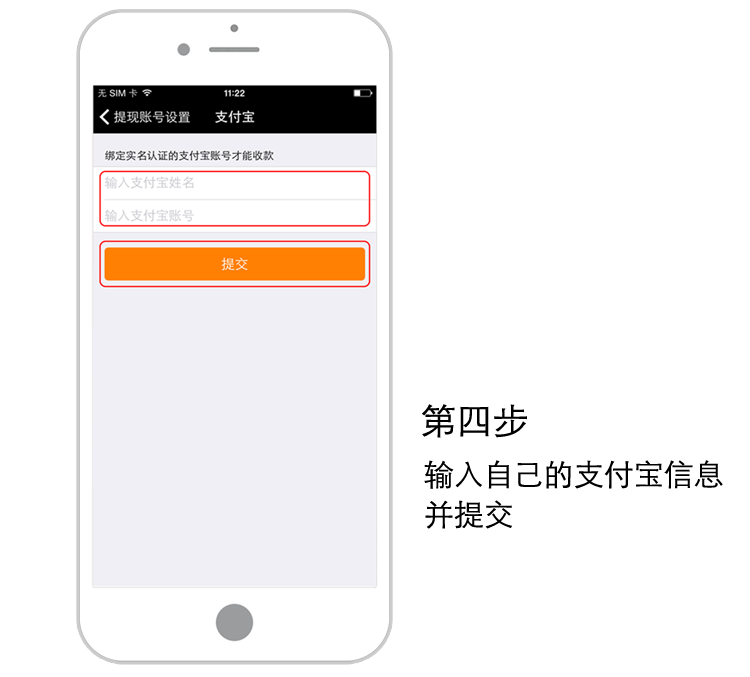 无 SIM 卡 11:22
提现账号设置 支付宝
绑定实名认证的支付宝账号才能收款
输入支付宝姓名
输入支付宝账号
提交
第四步
输入自己的支付宝信息
并提交